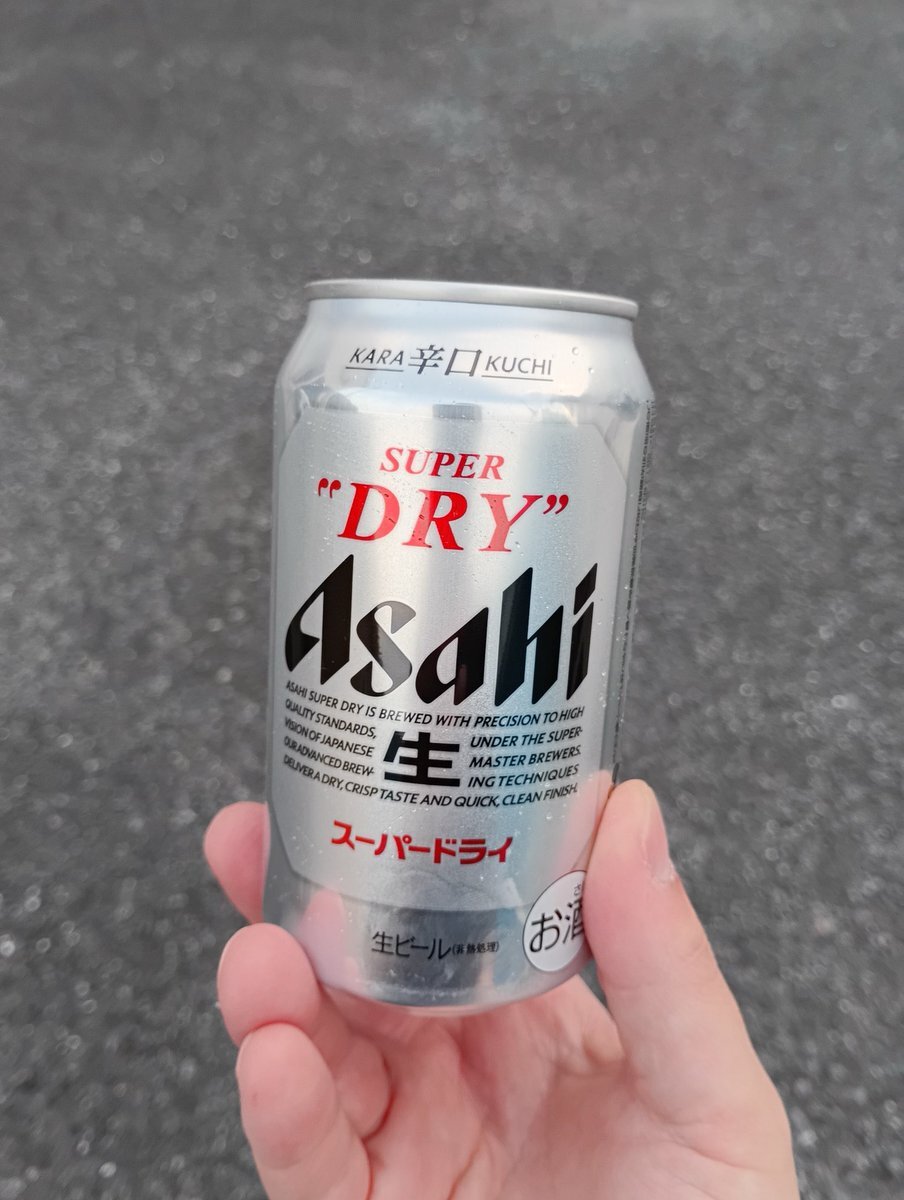 KARA 辛口 KUCHI
SUPER
"DRY"
Asahi
ASAHI SUPER DRY IS BREWED WITH PRECISION TO HIGH
QUALITY STANDARDS, UNDER THE SUPER-
VISION OF JAPANESE 生 MASTER BREWERS.
OUR ADVANCED BREW- ING TECHNIQUES
DELIVER A DRY, CRISP TASTE AND QUICK, CLEAN FINISH.
スーパードライ
生ビール(非熱処理)
お酒